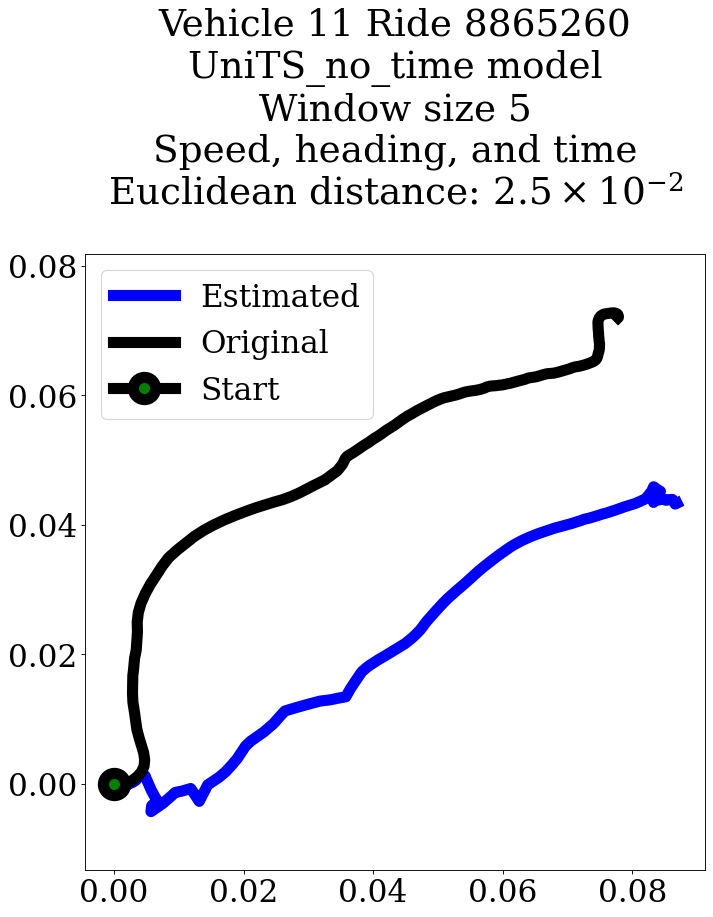 Vehicle 11 Ride 8865260
UniTS_no_time model
Window size 5
Speed, heading, and time
Euclidean distance: 2.5 × 10⁻²
0.08
0.06
0.04
0.02
0.00
Estimated
Original
Start
0.00 0.02 0.04 0.06 0.08